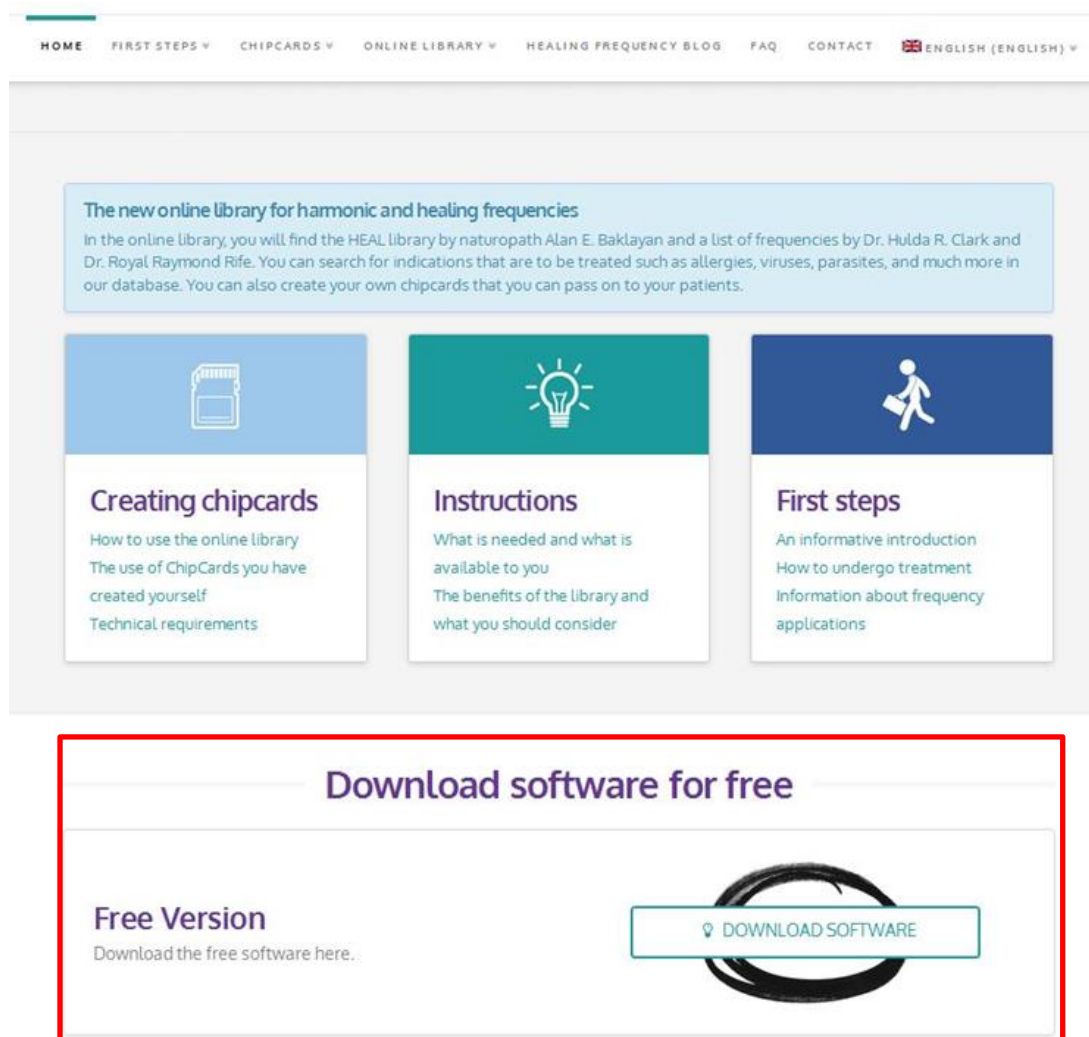 HOME FIRST STEPS CHIPCARDS ONLINE LIBRARY HEALING FREQUENCY BLOG FAQ CONTACT ENGLISH (ENGLISH)
The new online library for harmonic and healing frequencies
In the online library, you will find the HEAL library by naturopath Alan E. Baklayan and a list of frequencies by Dr. Hulda R. Clark and
Dr. Royal Raymond Rife. You can search for indications that are to be treated such as allergies, viruses, parasites, and much more in
our database. You can also create your own chipcards that you can pass on to your patients.
Creating chipcards
How to use the online library
The use of ChipCards you have
created yourself
Technical requirements
Instructions
What is needed and what is
available to you
The benefits of the library and
what you should consider
First steps
An informative introduction
How to undergo treatment
Information about frequency
applications
Download software for free
Free Version
Download the free software here.
DOWNLOAD SOFTWARE